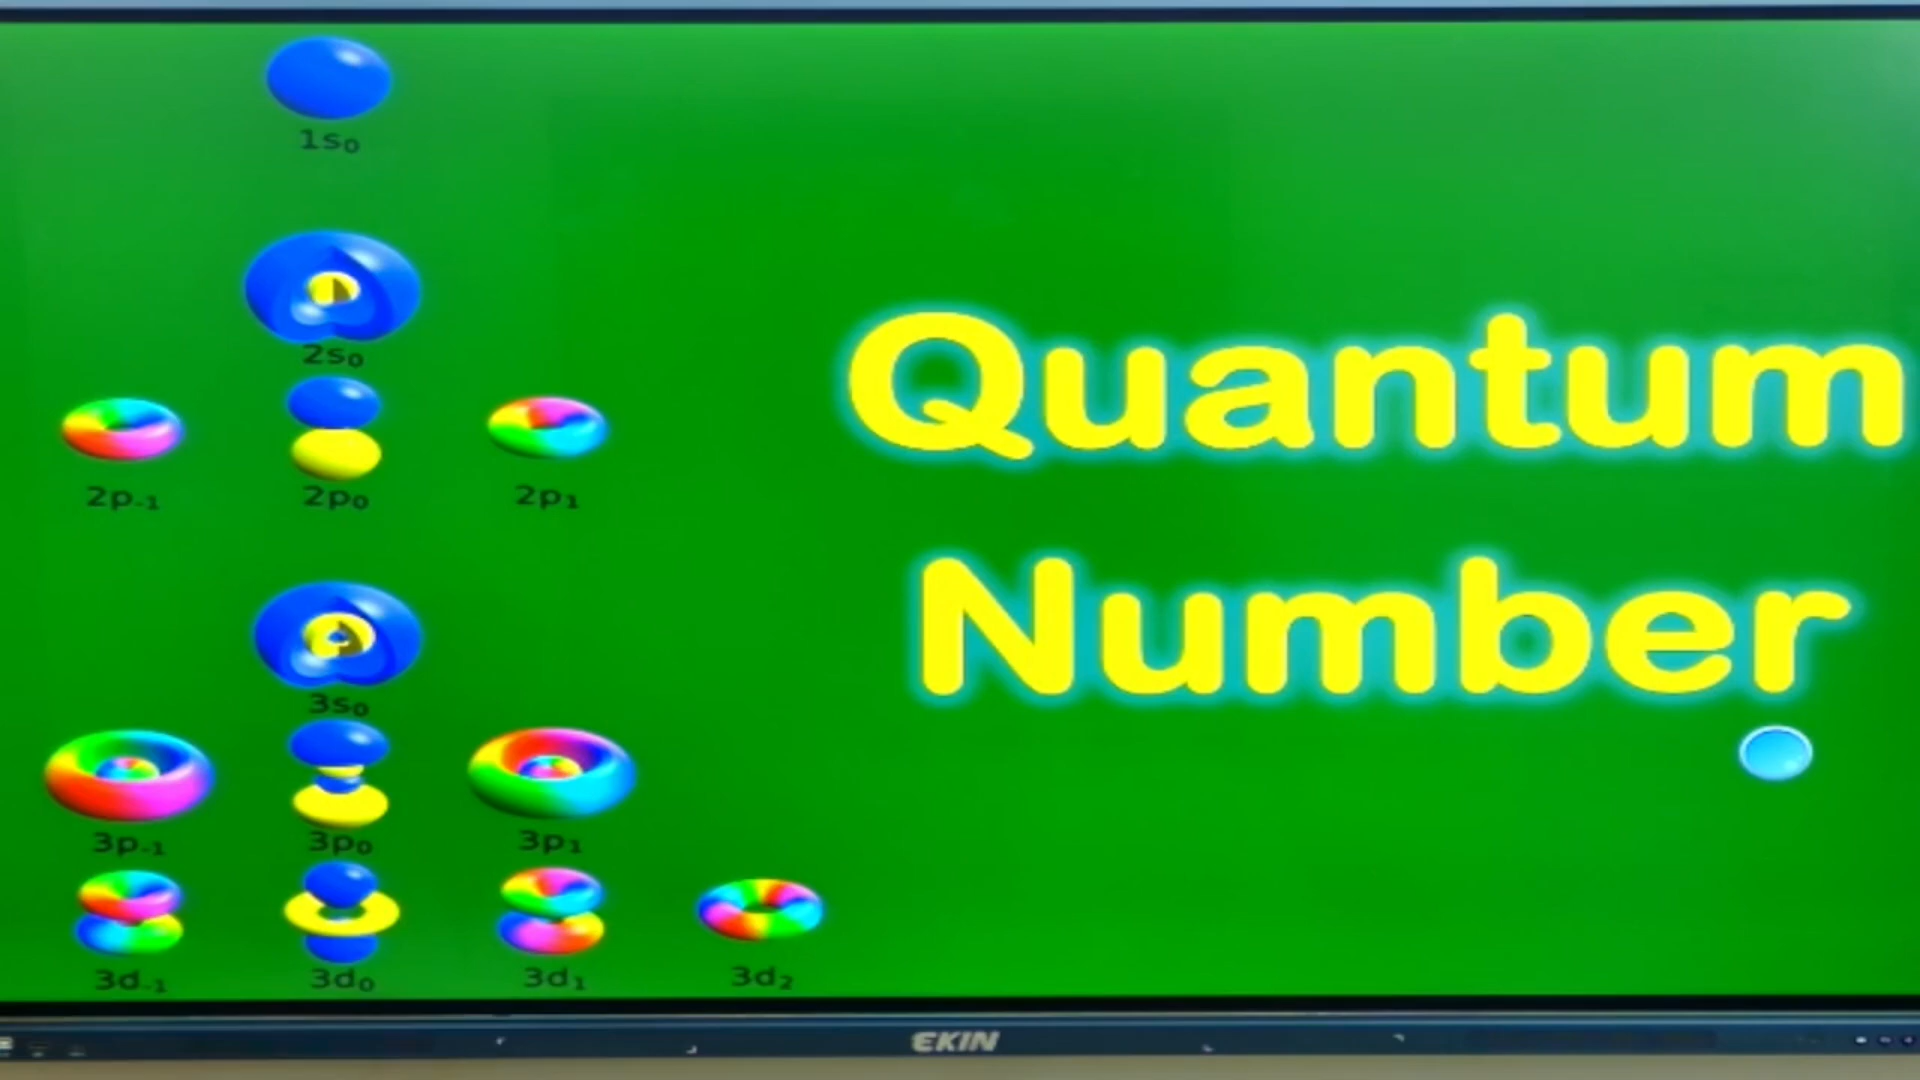 1s₀
2s₀
2p₋₁ 2p₀ 2p₁
Quantum
Number
3s₀
3p₋₁ 3p₀ 3p₁
3d₋₁ 3d₀ 3d₁ 3d₂
EKIN